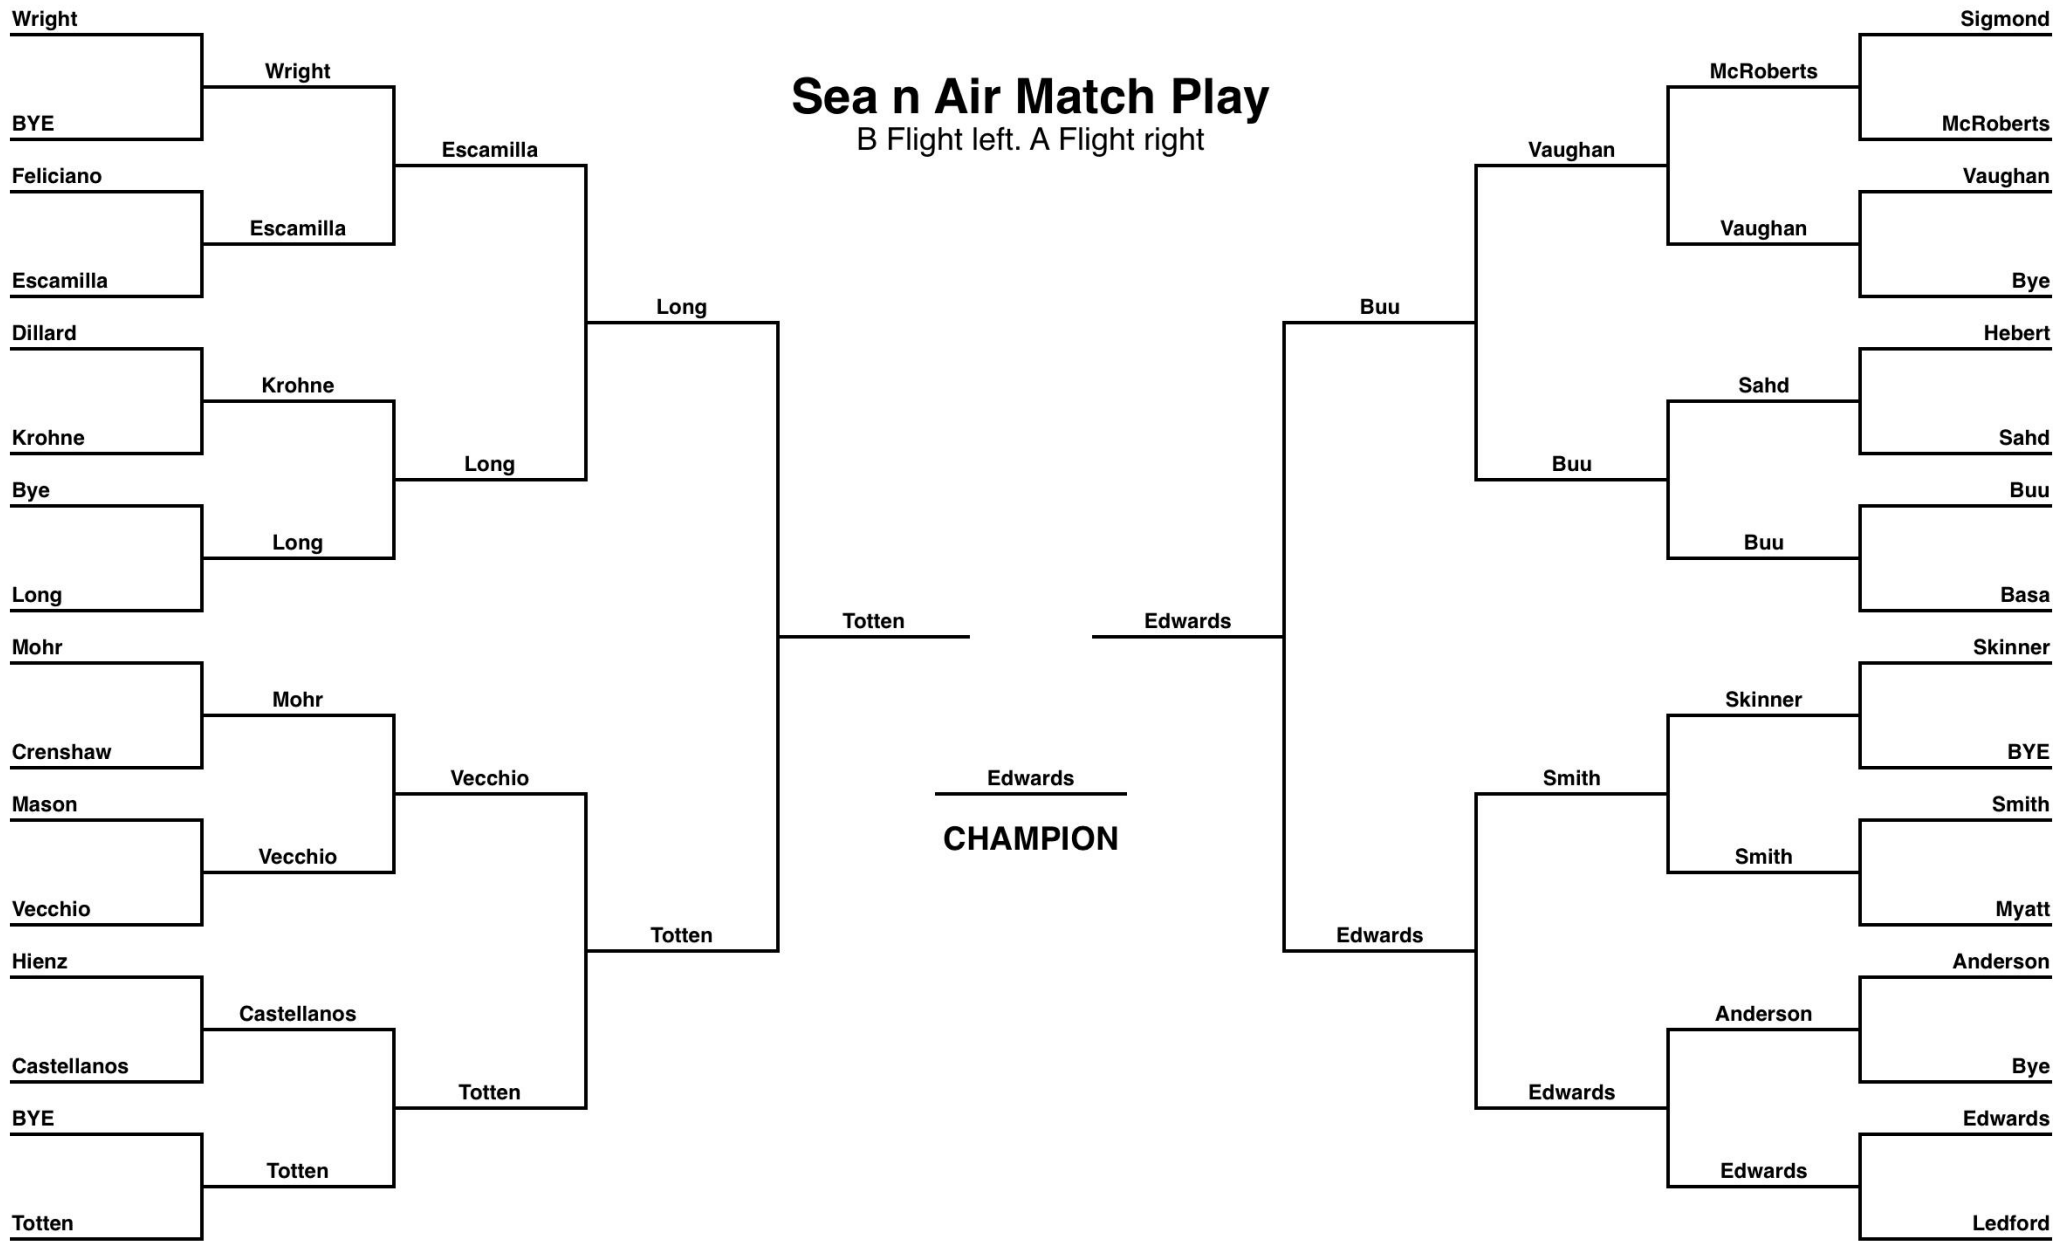 Sea n Air Match Play
B Flight left. A Flight right
Wright
BYE
Feliciano
Escamilla
Dillard
Krohne
Bye
Long
Mohr
Crenshaw
Mason
Vecchio
Hienz
Castellanos
BYE
Totten
Wright
Escamilla
Krohne
Long
Mohr
Vecchio
Castellanos
Totten
Escamilla
Long
Vecchio
Totten
Long
Totten
Totten
Edwards
Edwards
CHAMPION
Buu
Edwards
Vaughan
Buu
Smith
Edwards
McRoberts
Vaughan
Sahd
Buu
Skinner
Smith
Anderson
Edwards
Sigmond
McRoberts
Vaughan
Bye
Hebert
Sahd
Buu
Basa
Skinner
BYE
Smith
Myatt
Anderson
Bye
Edwards
Ledford